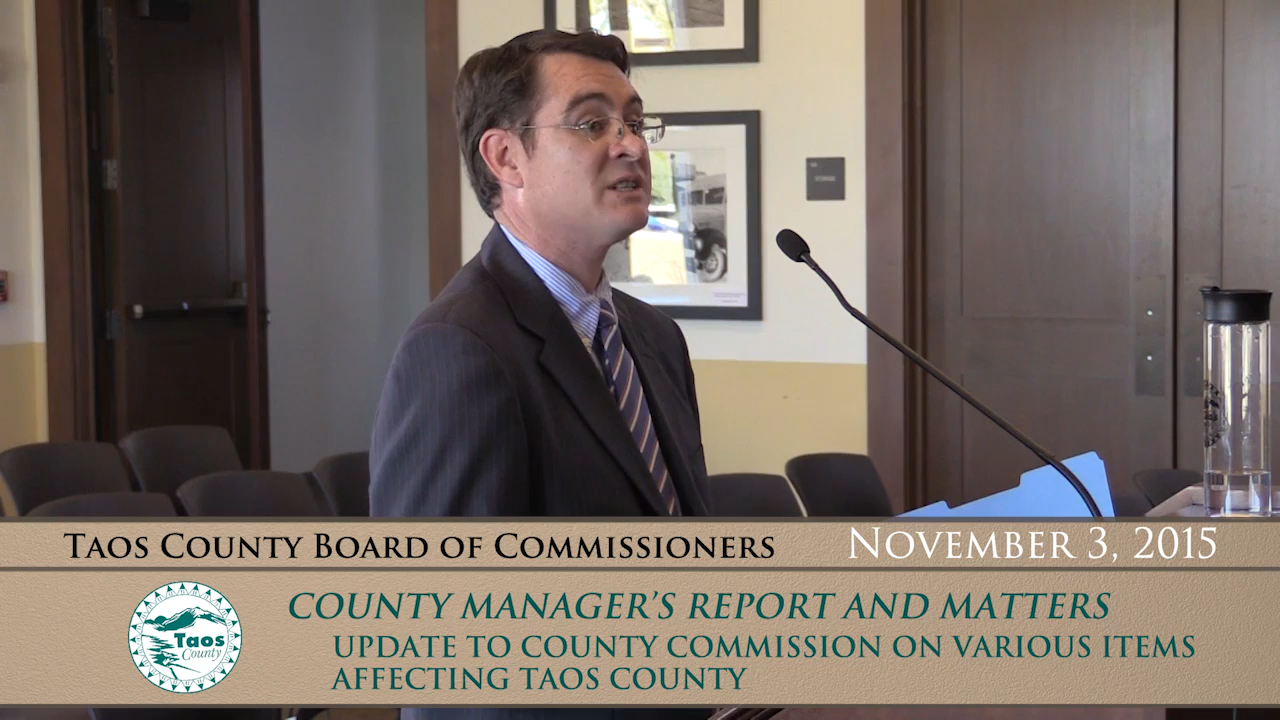 STORAGE
TAOS COUNTY BOARD OF COMMISSIONERS
NOVEMBER 3, 2015
Taos
County
COUNTY MANAGER'S REPORT AND MATTERS
UPDATE TO COUNTY COMMISSION ON VARIOUS ITEMS
AFFECTING TAOS COUNTY